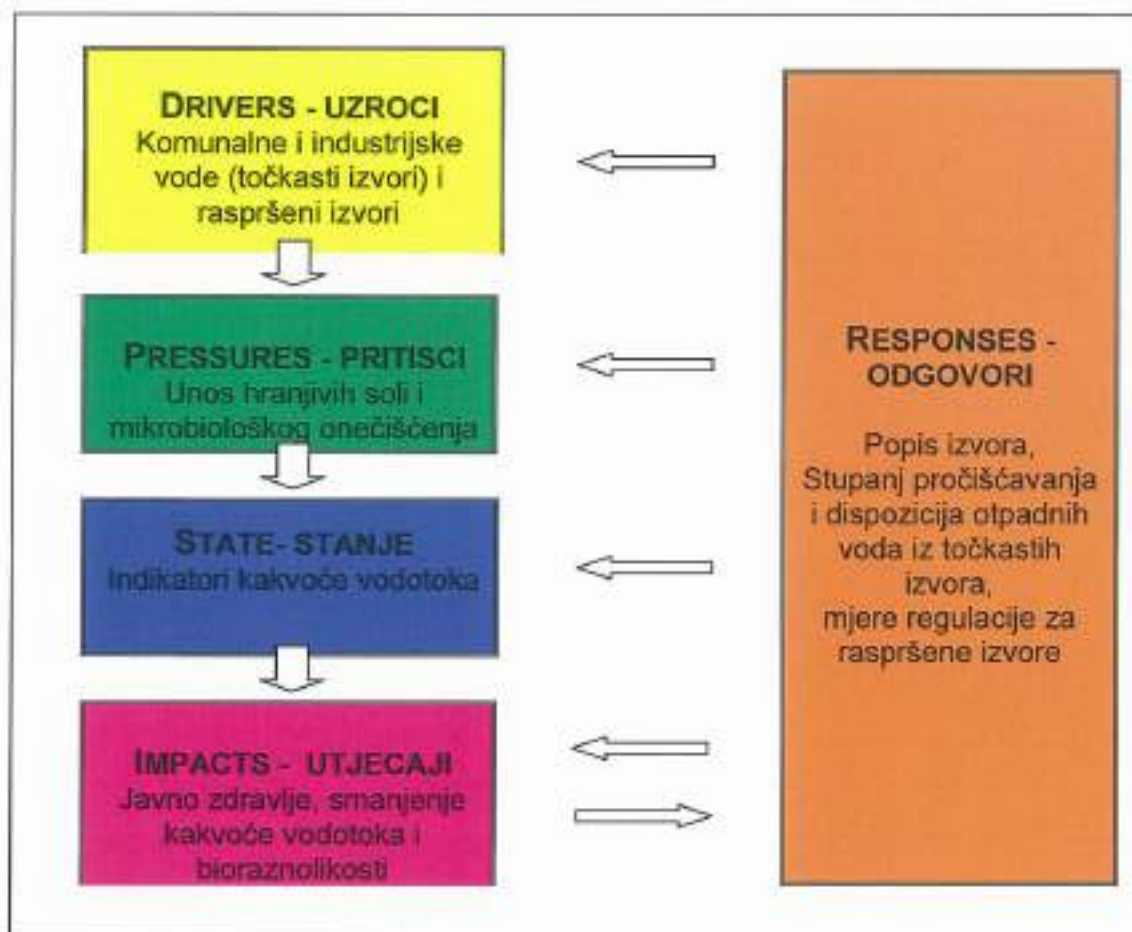 DRIVERS - UZROCI
Komunalne i industrijske
vode (točkasti izvori) i
raspršeni izvori
PRESSURES - PRITISCI
Unos hranjivih soli i
mikrobiološkog onečišćenja
STATE- STANJE
Indikatori kakvoće vodotoka
IMPACTS - UTJECAJI
Javno zdravlje, smanjenje
kakvoće vodotoka i
bioraznolikosti
RESPONSES -
ODGOVORI
Popis izvora,
Stupanj pročišćavanja
i dispozicija otpadnih
voda iz točkastih
izvora,
mjere regulacije za
raspršene izvore